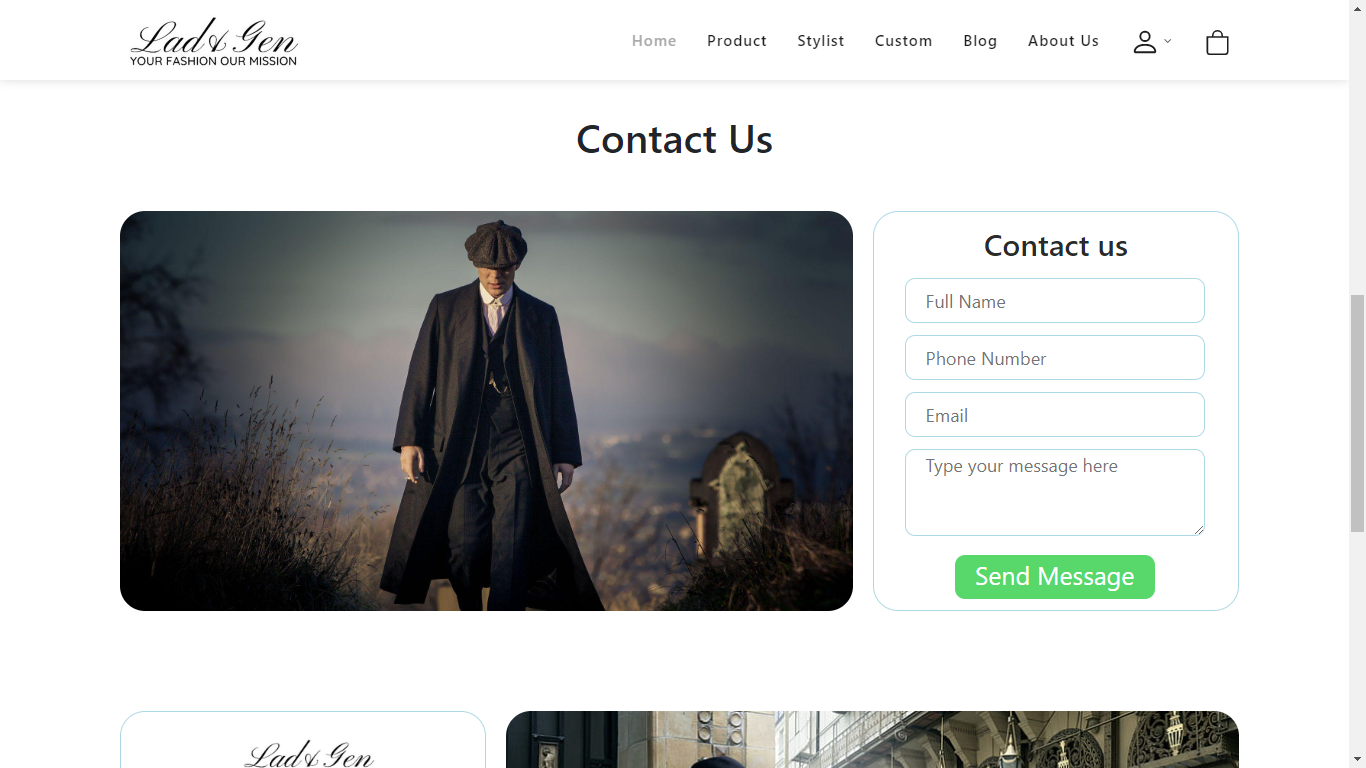 Lad & Gen
YOUR FASHION OUR MISSION
Home Product Stylist Custom Blog About Us
Contact Us
Contact us
Full Name
Phone Number
Email
Type your message here
Send Message
Lad & Gen